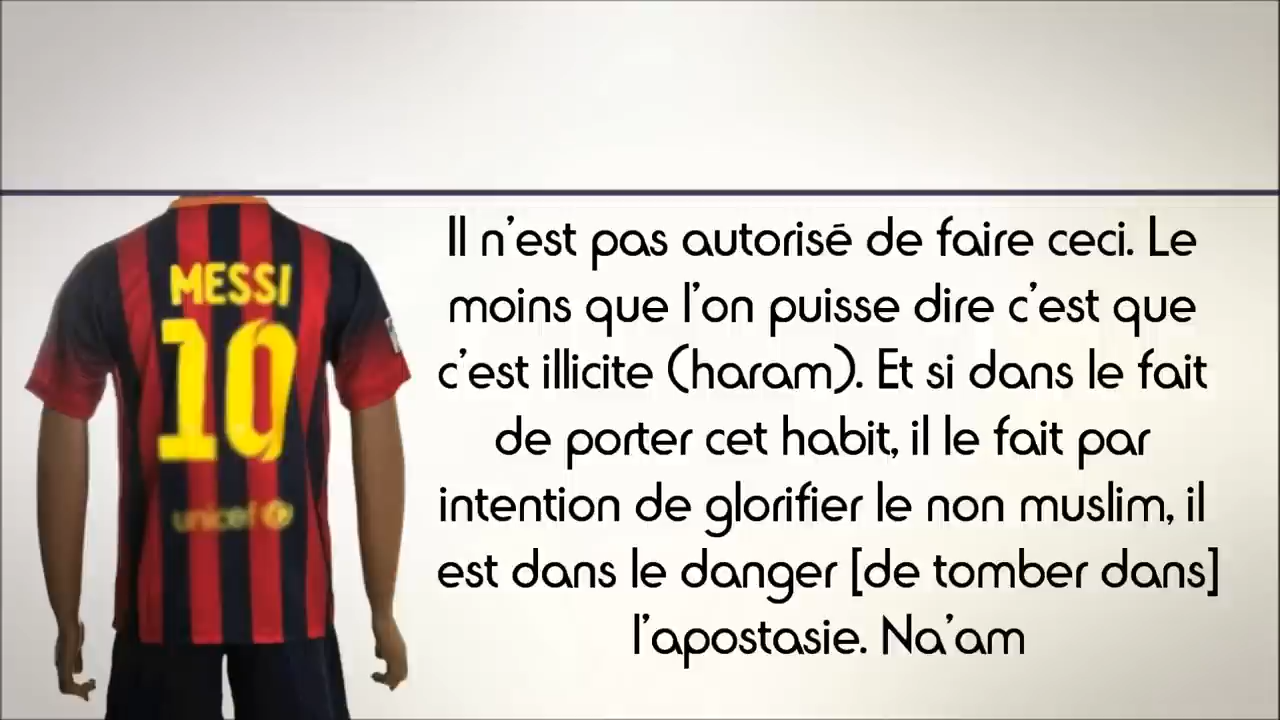 MESSI
10
unicef
Il n'est pas autorisé de faire ceci. Le
moins que l'on puisse dire c'est que
c'est illicite (haram). Et si dans le fait
de porter cet habit, il le fait par
intention de glorifier le non muslim, il
est dans le danger [de tomber dans]
l'apostasie. Na'am